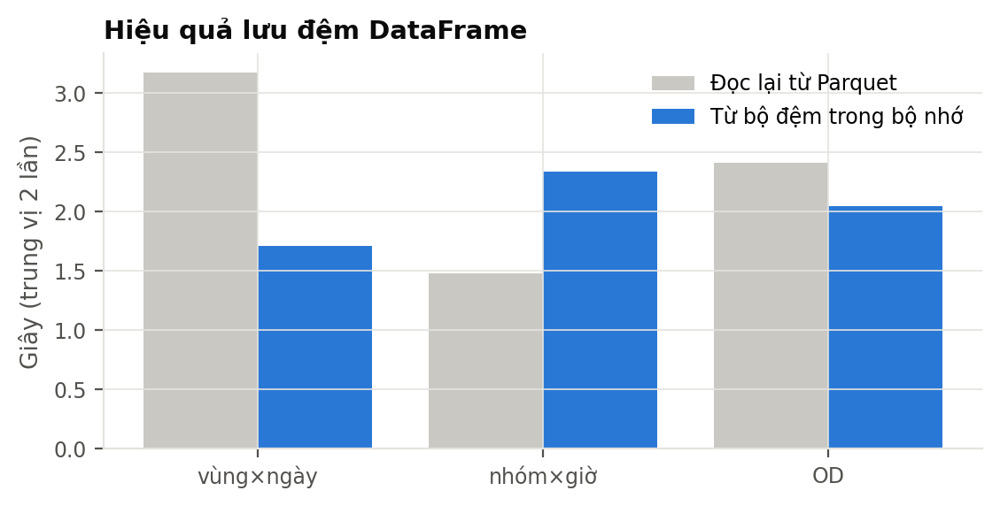 Hiệu quả lưu đệm DataFrame
Đọc lại từ Parquet
Từ bộ đệm trong bộ nhớ
Giây (trung vị 2 lần)
3.0
2.5
2.0
1.5
1.0
0.5
0.0
vùng×ngày
nhóm×giờ
OD